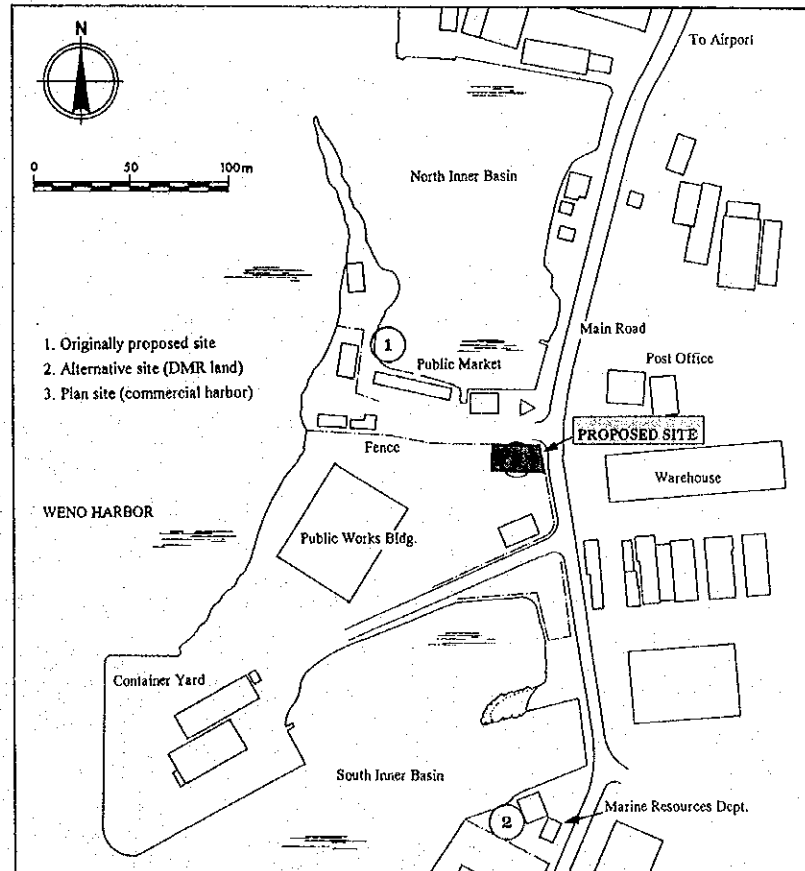 N
To Airport
0 50 100m
North Inner Basin
1. Originally proposed site
2. Alternative site (DMR land)
3. Plan site (commercial harbor)
Main Road
1
Public Market
Post Office
PROPOSED SITE
Fence
Warehouse
WENO HARBOR
Public Works Bldg.
Container Yard
South Inner Basin
Marine Resources Dept.
2